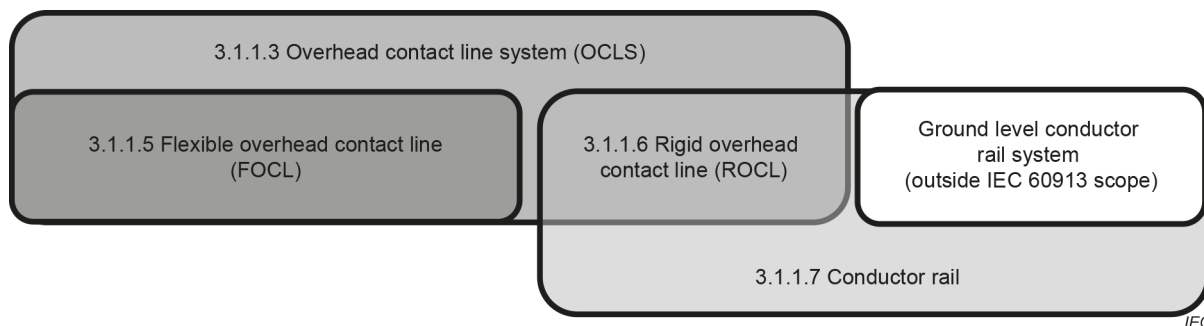 3.1.1.3 Overhead contact line system (OCLS)
3.1.1.5 Flexible overhead contact line
(FOCL)
3.1.1.6 Rigid overhead
contact line (ROCL)
Ground level conductor
rail system
(outside IEC 60913 scope)
3.1.1.7 Conductor rail
IEC